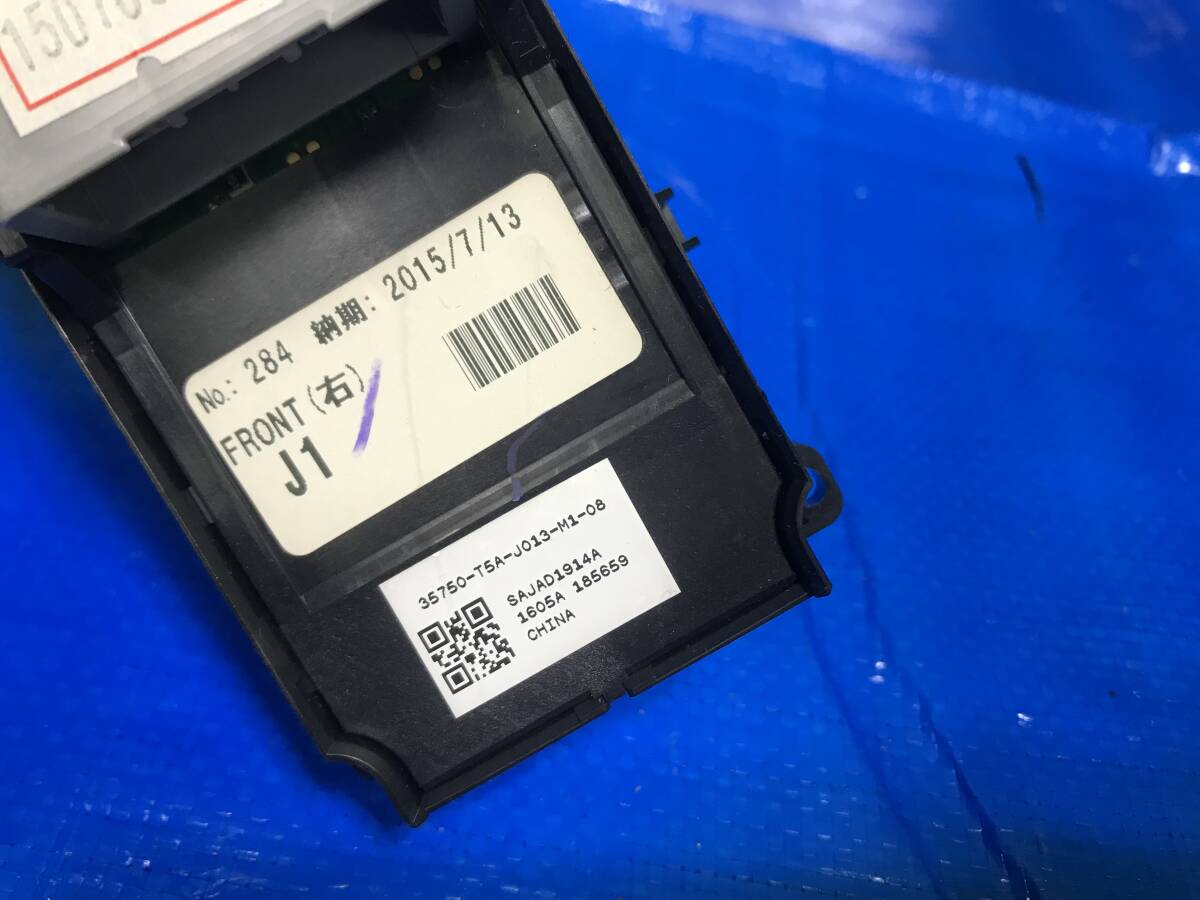 No.: 284 納期: 2015/7/13
FRONT(右)
J1
35750-T5A-J013-M1-08
SAJAD1914A
1605A 185659
CHINA